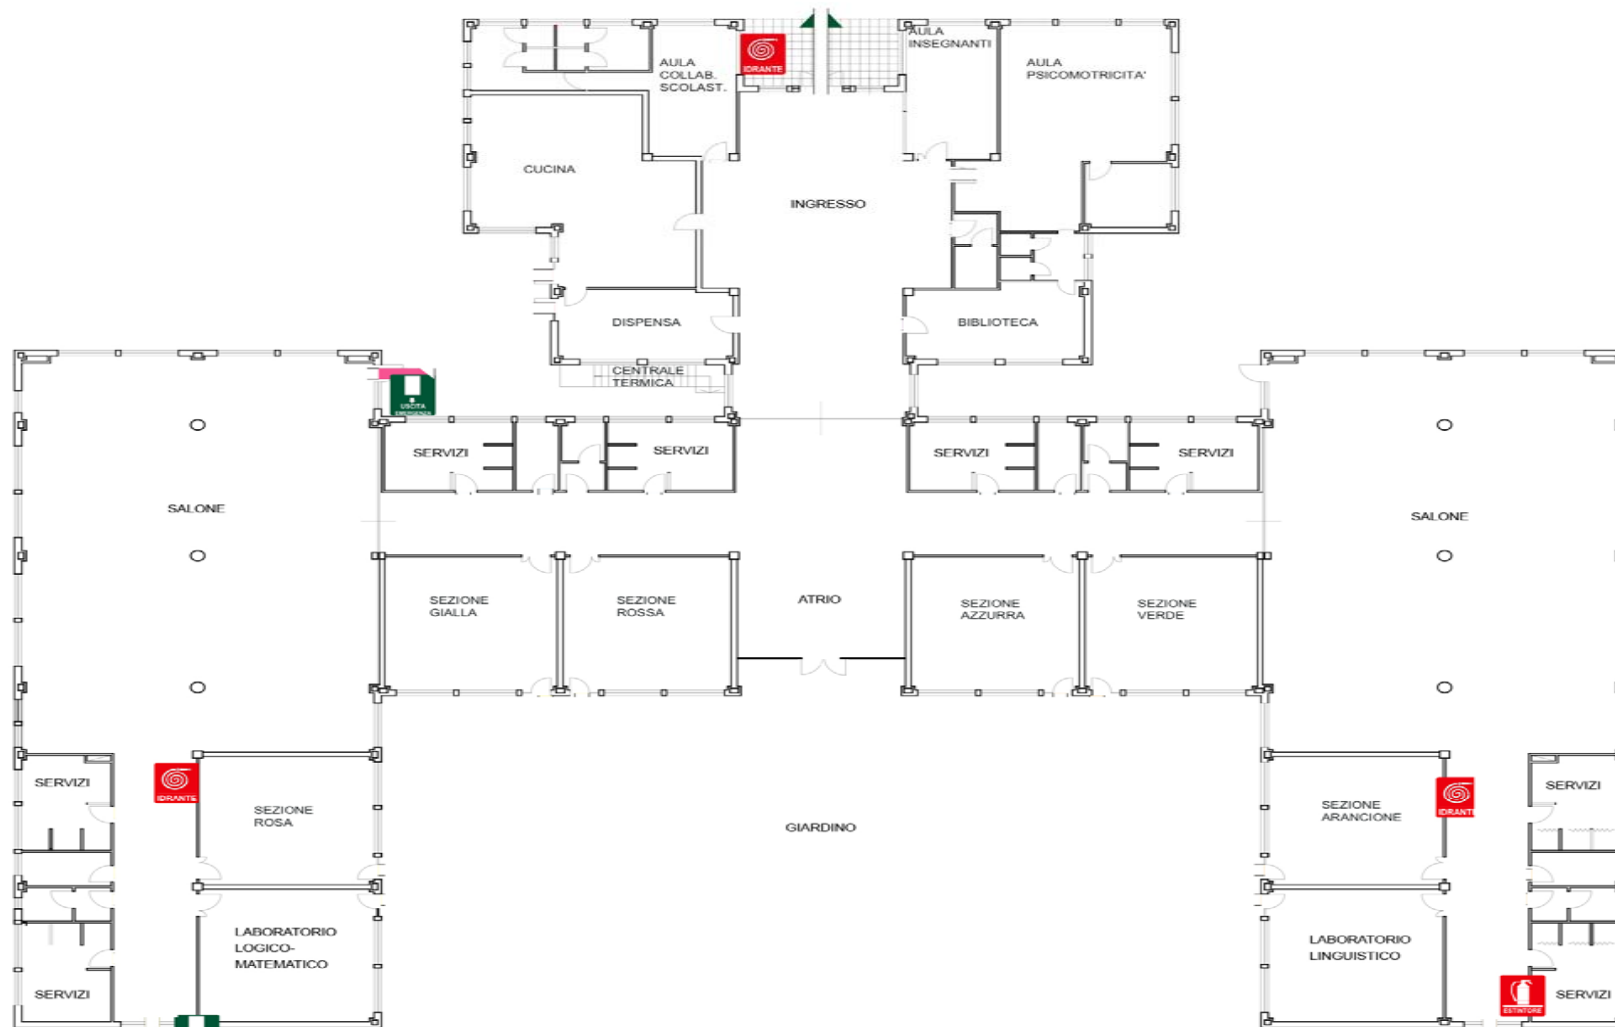 AULA
INSEGNANTI
AULA
COLLAB.
SCOLAST.
IDRANTE
AULA
PSICOMOTRICITA'
CUCINA
INGRESSO
DISPENSA
BIBLIOTECA
CENTRALE
TERMICA
USCITA
EMERGENZA
SERVIZI
SERVIZI
SERVIZI
SERVIZI
SALONE
SALONE
SEZIONE
GIALLA
SEZIONE
ROSSA
ATRIO
SEZIONE
AZZURRA
SEZIONE
VERDE
SERVIZI
IDRANTE
SEZIONE
ROSA
GIARDINO
SEZIONE
ARANCIONE
IDRANTE
SERVIZI
LABORATORIO
LOGICO-
MATEMATICO
LABORATORIO
LINGUISTICO
SERVIZI
ESTINTORE
SERVIZI